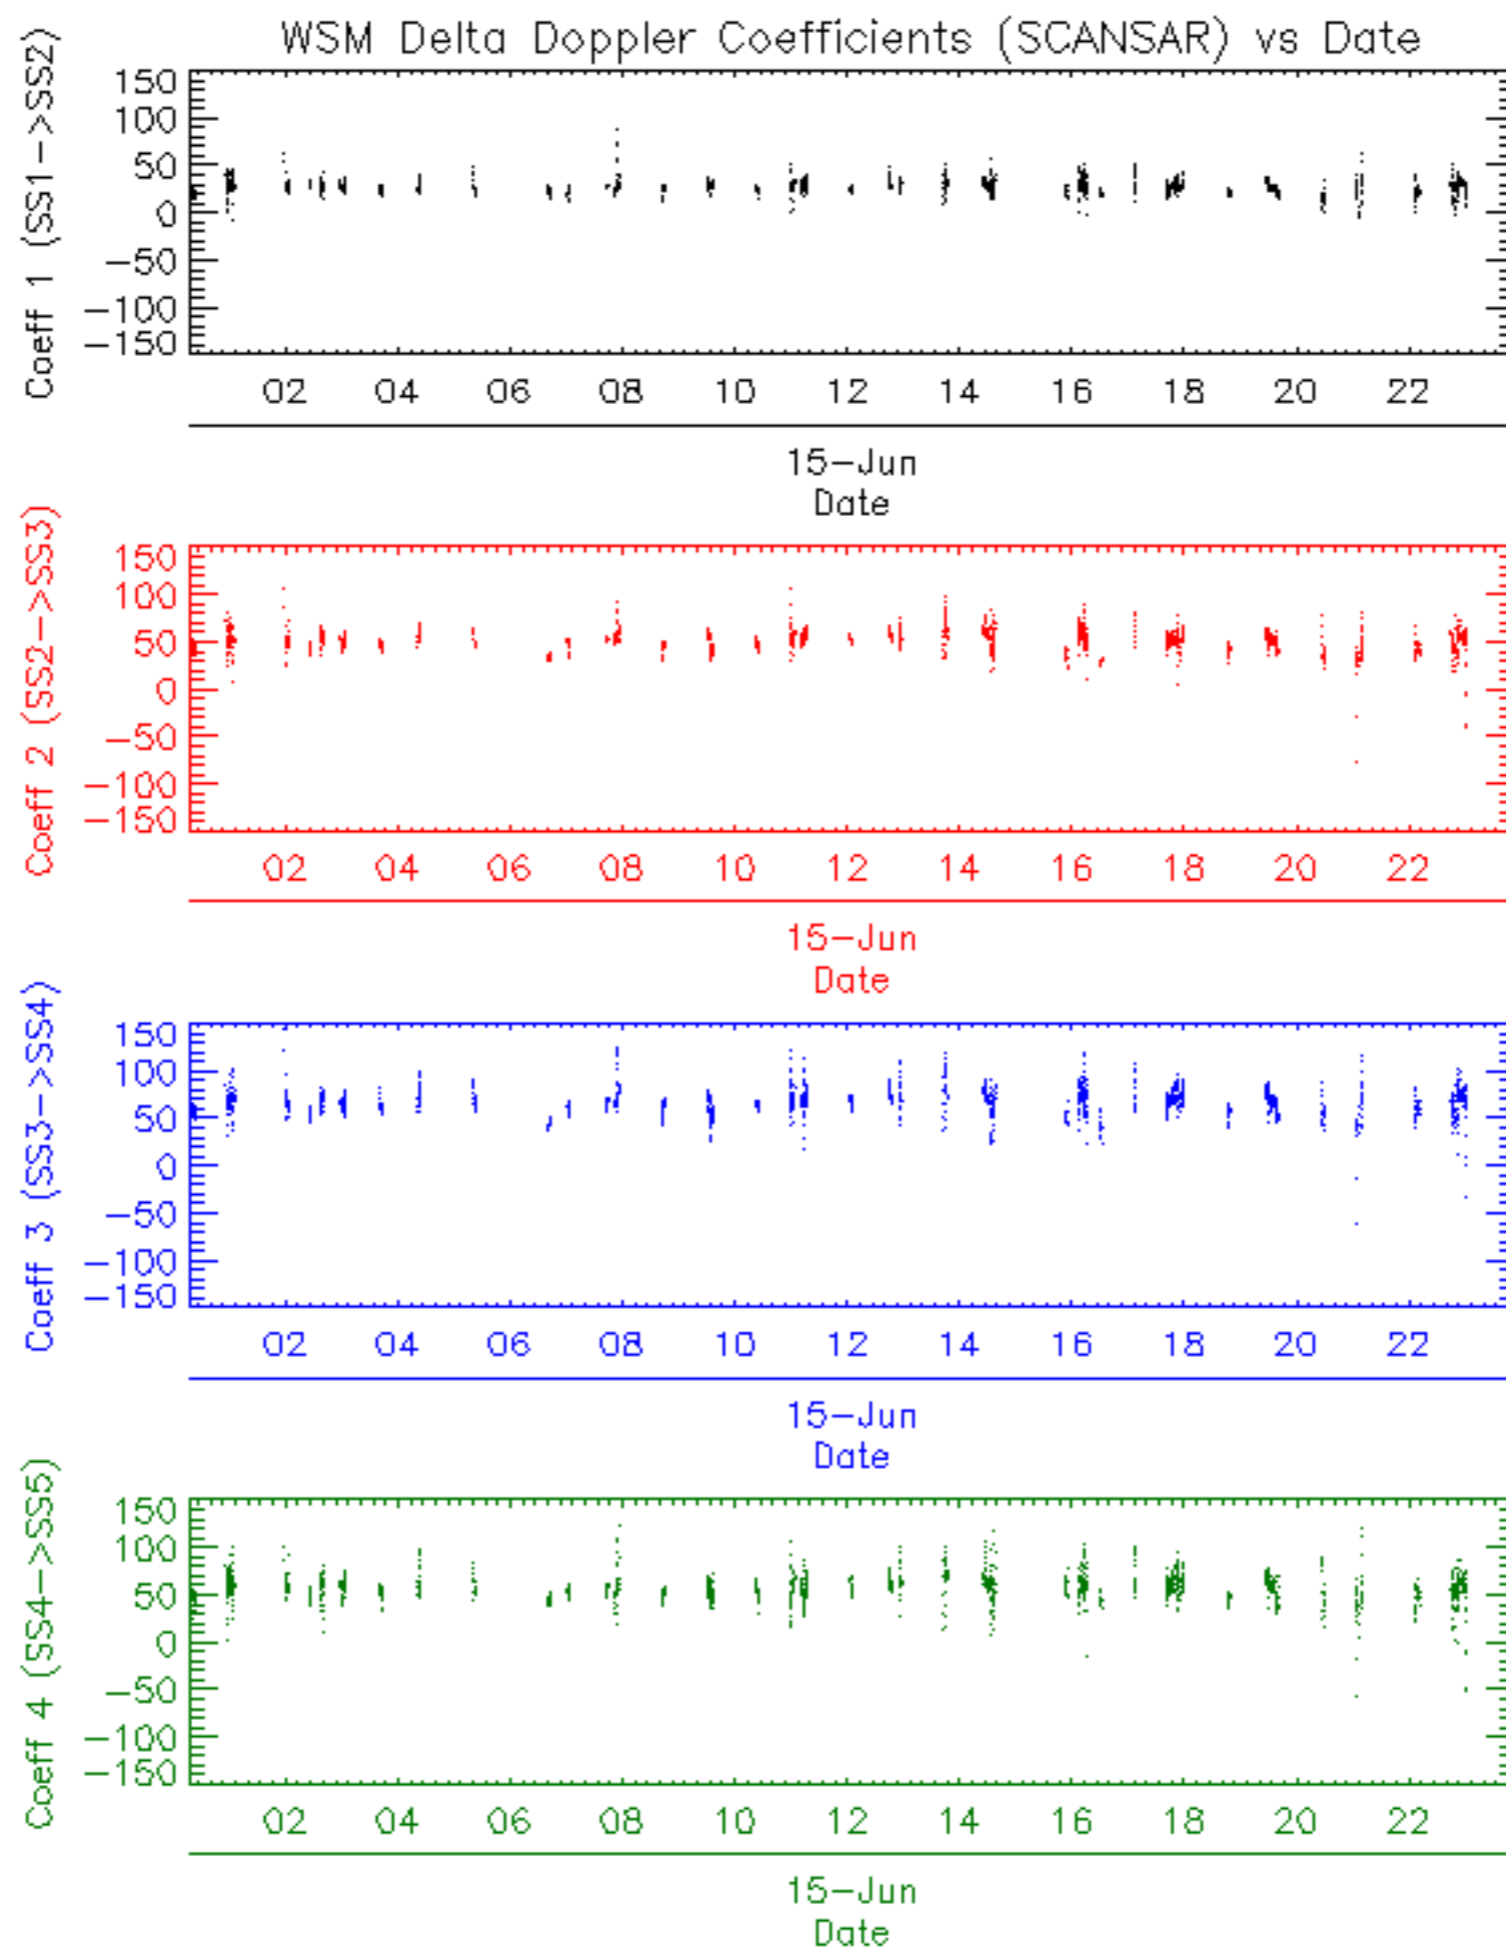 WSM Delta Doppler Coefficients (SCANSAR) vs Date
Coeff 1 (SS1->SS2)
150
100
50
0
-50
-100
-150
02 04 06 08 10 12 14 16 18 20 22
15-Jun
Date
Coeff 2 (SS2->SS3)
150
100
50
0
-50
-100
-150
02 04 06 08 10 12 14 16 18 20 22
15-Jun
Date
Coeff 3 (SS3->SS4)
150
100
50
0
-50
-100
-150
02 04 06 08 10 12 14 16 18 20 22
15-Jun
Date
Coeff 4 (SS4->SS5)
150
100
50
0
-50
-100
-150
02 04 06 08 10 12 14 16 18 20 22
15-Jun
Date